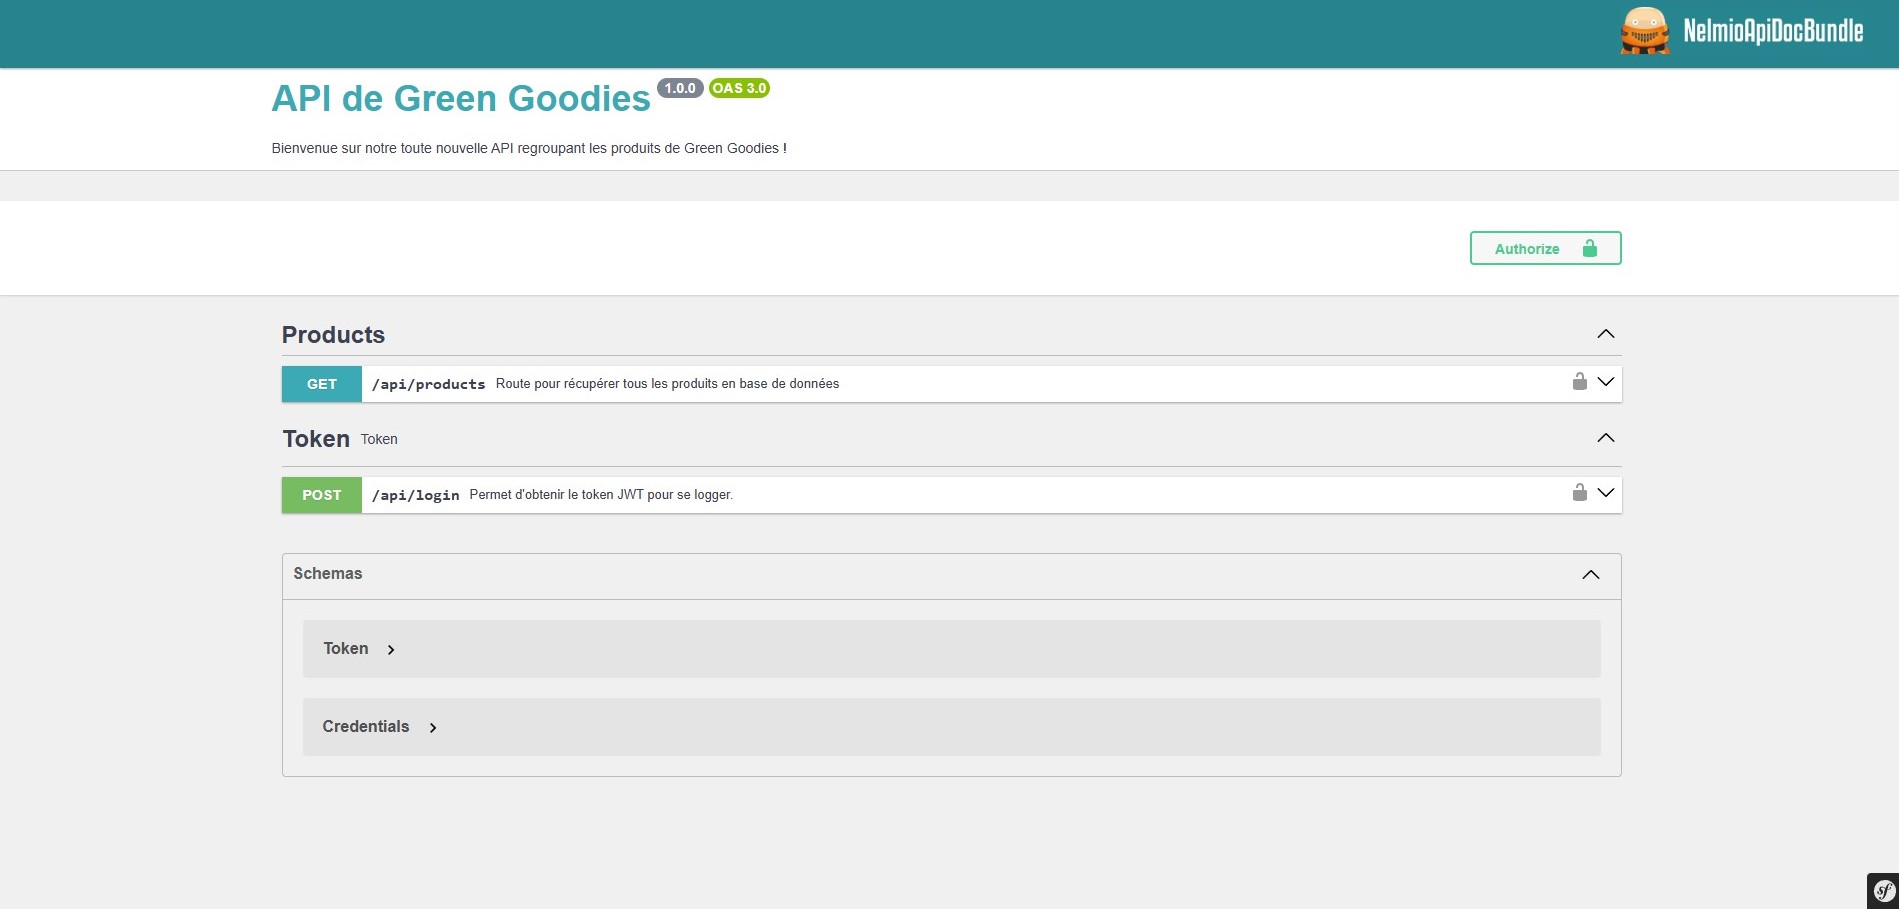 NelmioApiDocBundle
API de Green Goodies 1.0.0 OAS 3.0
Bienvenue sur notre toute nouvelle API regroupant les produits de Green Goodies !
Authorize
Products
GET /api/products Route pour récupérer tous les produits en base de données
Token Token
POST /api/login Permet d'obtenir le token JWT pour se logger.
Schemas
Token
Credentials
sf